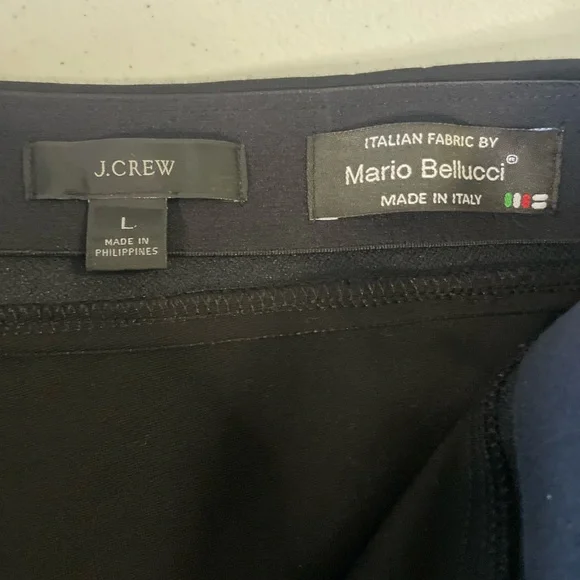 J.CREW
L
MADE IN
PHILIPPINES
ITALIAN FABRIC BY
Mario Bellucci®
MADE IN ITALY